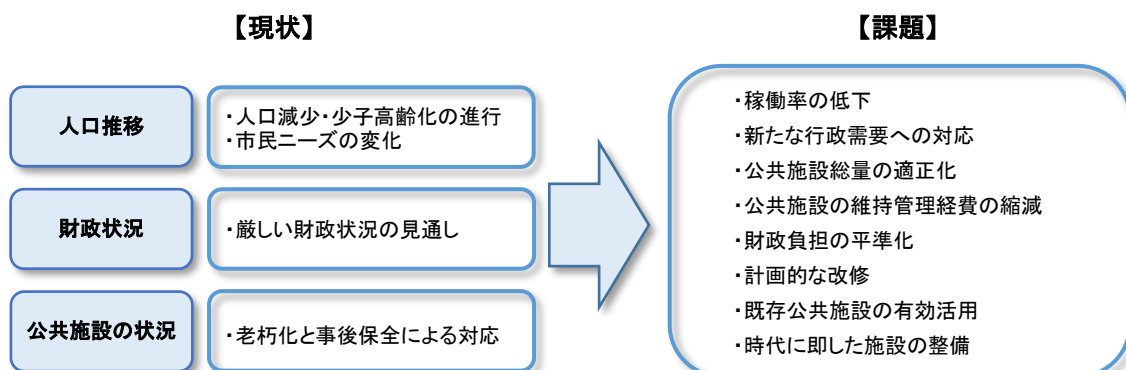 【現状】
【課題】
人口推移
・人口減少・少子高齢化の進行
・市民ニーズの変化
財政状況
・厳しい財政状況の見通し
公共施設の状況
・老朽化と事後保全による対応
・稼働率の低下
・新たな行政需要への対応
・公共施設総量の適正化
・公共施設の維持管理経費の縮減
・財政負担の平準化
・計画的な改修
・既存公共施設の有効活用
・時代に即した施設の整備